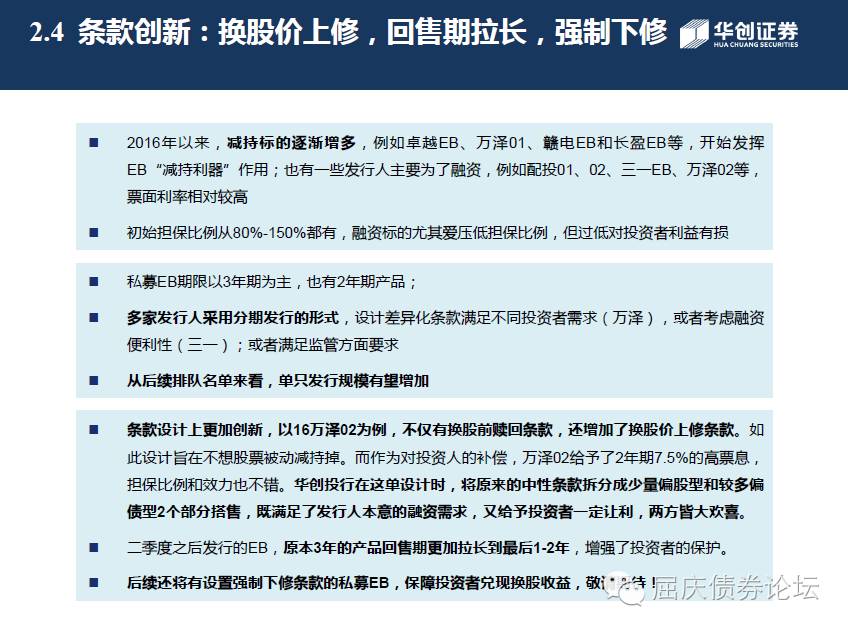 2.4 条款创新：换股价上修，回售期拉长，强制下修
华创证券
HUA CHUANG SECURITIES
■ 2016年以来，减持标的逐渐增多，例如卓越EB、万泽01、赣电EB和长盈EB等，开始发挥
EB“减持利器”作用；也有一些发行人主要为了融资，例如配投01、02、三一EB、万泽02等，
票面利率相对较高
■ 初始担保比例从80%-150%都有，融资标的尤其爱压低担保比例，但过低对投资者利益有损
■ 私募EB期限以3年期为主，也有2年期产品；
■ 多家发行人采用分期发行的形式，设计差异化条款满足不同投资者需求（万泽），或者考虑融资
便利性（三一）；或者满足监管方面要求
■ 从后续排队名单来看，单只发行规模有望增加
■ 条款设计上更加创新，以16万泽02为例，不仅有换股前赎回条款，还增加了换股价上修条款。如
此设计旨在不想股票被动减持掉。而作为对投资人的补偿，万泽02给予了2年期7.5%的高票息，
担保比例和效力也不错。华创投行在这单设计时，将原来的中性条款拆分成少量偏股型和较多偏
债型2个部分搭售，既满足了发行人本意的融资需求，又给予投资者一定让利，两方皆大欢喜。
■ 二季度之后发行的EB，原本3年的产品回售期更加拉长到最后1-2年，增强了投资者的保护。
■ 后续还将有设置强制下修条款的私募EB，保障投资者兑现换股收益，敬待！
屈庆债券论坛